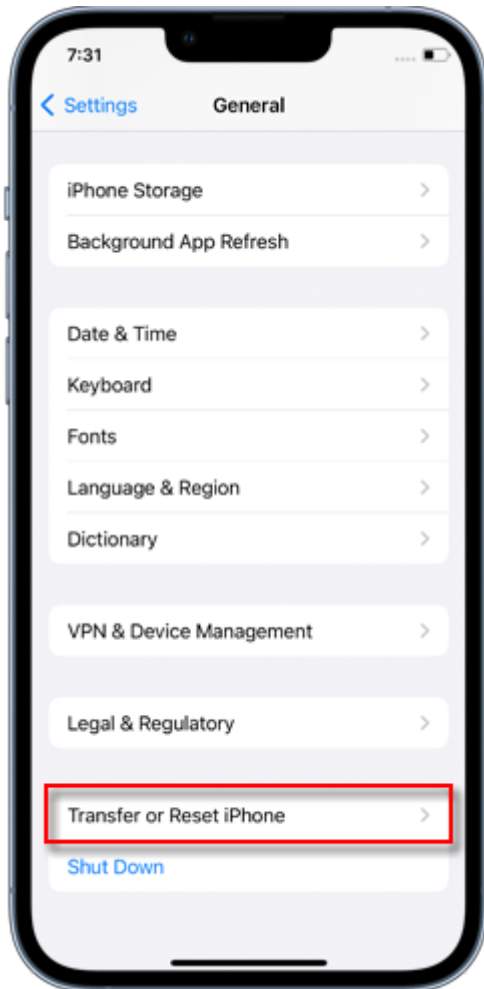 7:31
Settings
General
iPhone Storage
Background App Refresh
Date & Time
Keyboard
Fonts
Language & Region
Dictionary
VPN & Device Management
Legal & Regulatory
Transfer or Reset iPhone
Shut Down